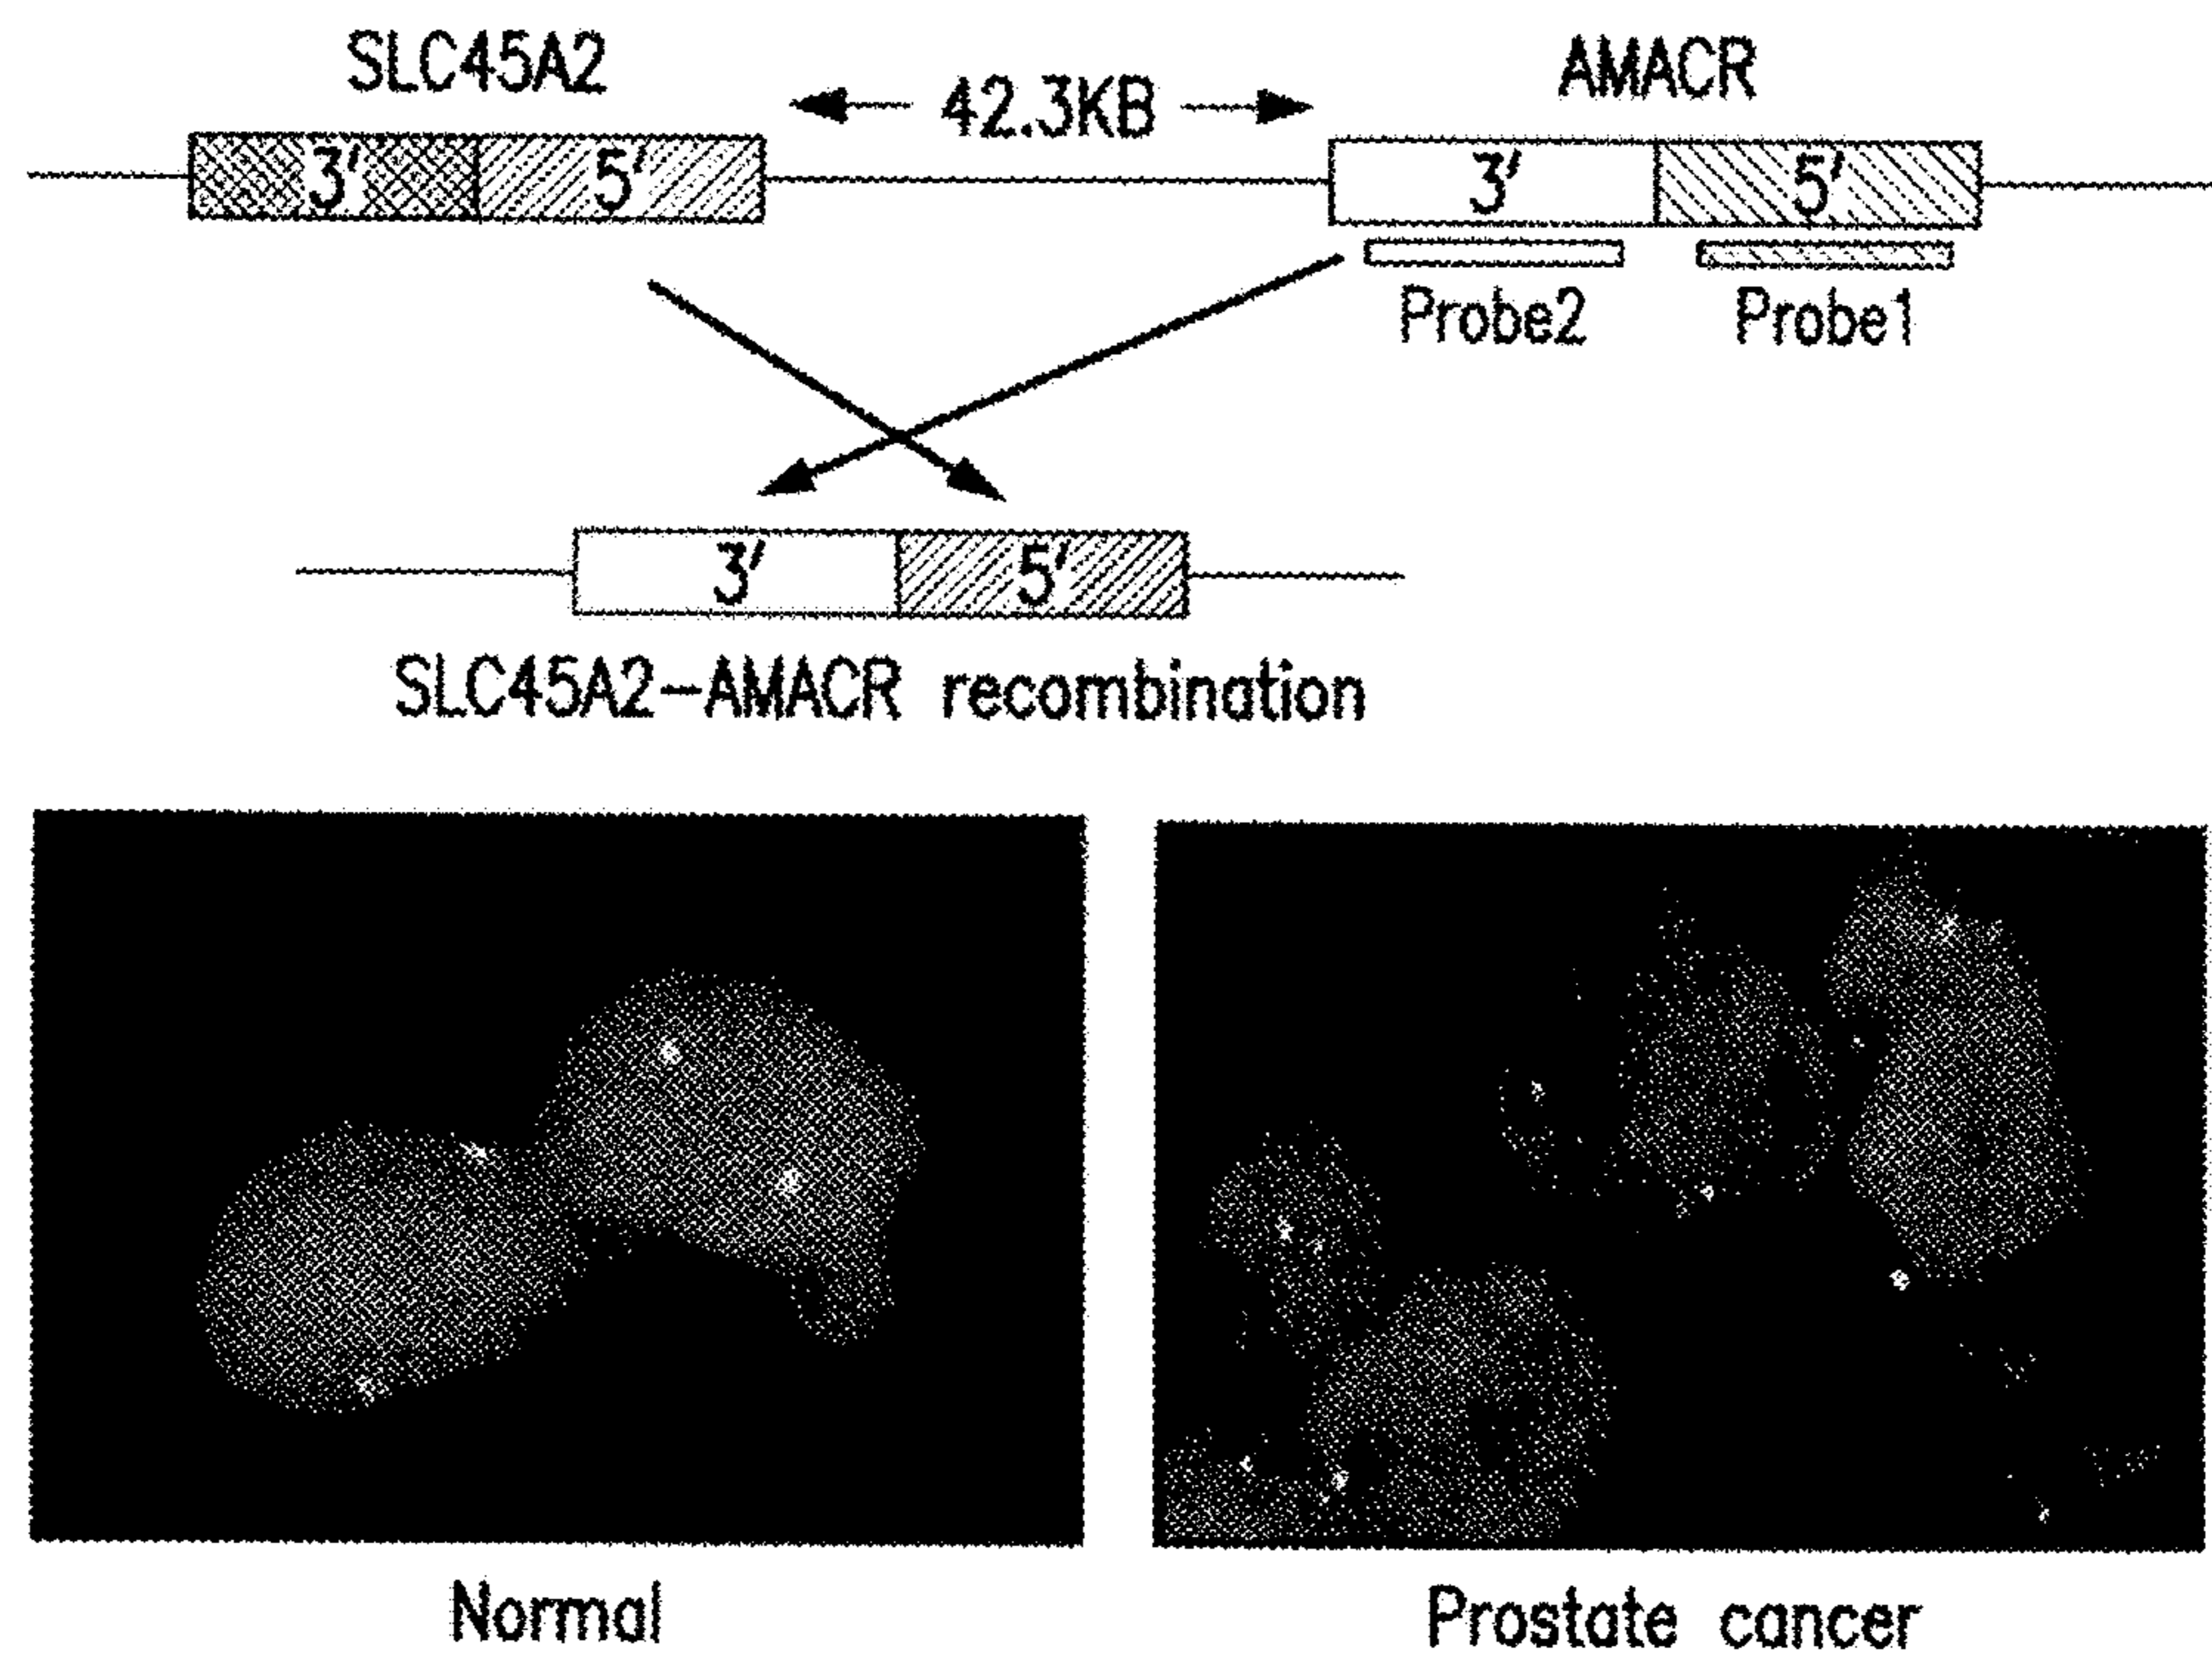 SLC45A2
42.3KB
AMACR
3' 5'
3' 5'
Probe2 Probe1
3' 5'
SLC45A2-AMACR recombination
Normal
Prostate cancer